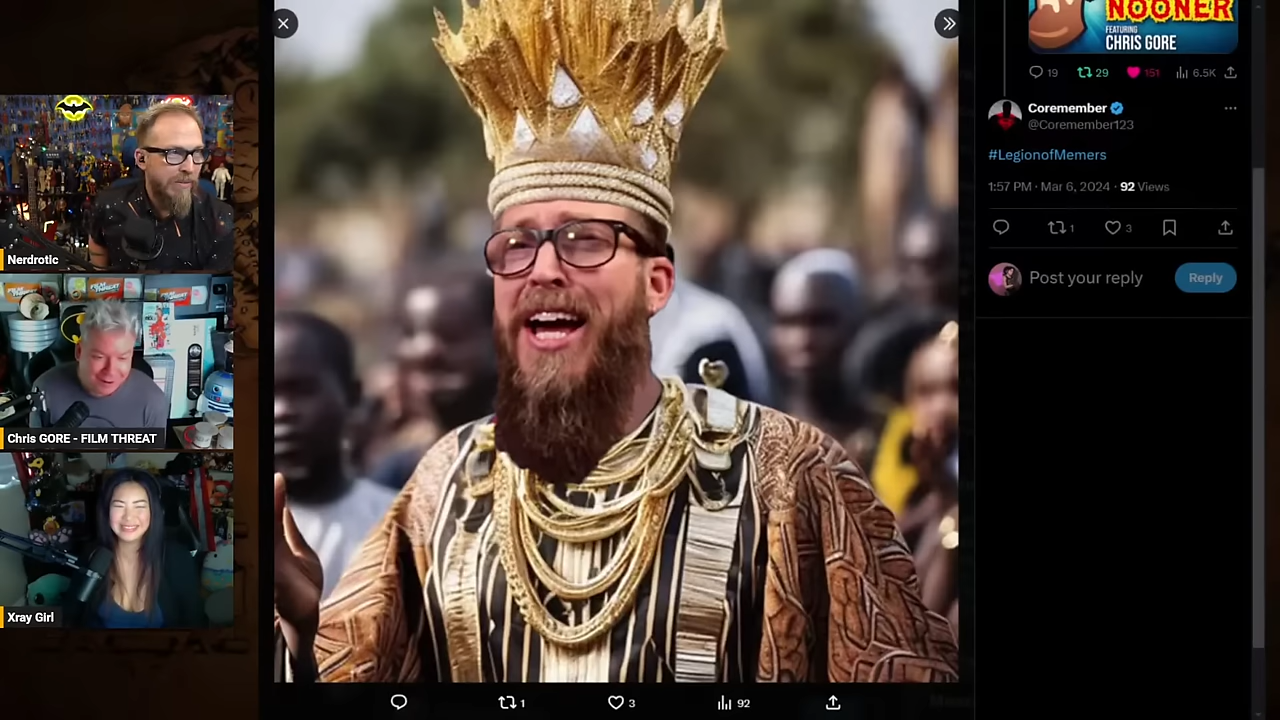 Nerdrotic
Chris GORE - FILM THREAT
Xray Girl
1
3
92
NOONER
FEATURING
CHRIS GORE
19
29
151
6.5K
Coremember
@Coremember123
#LegionofMemers
1:57 PM · Mar 6, 2024 · 92 Views
1
3
Post your reply
Reply